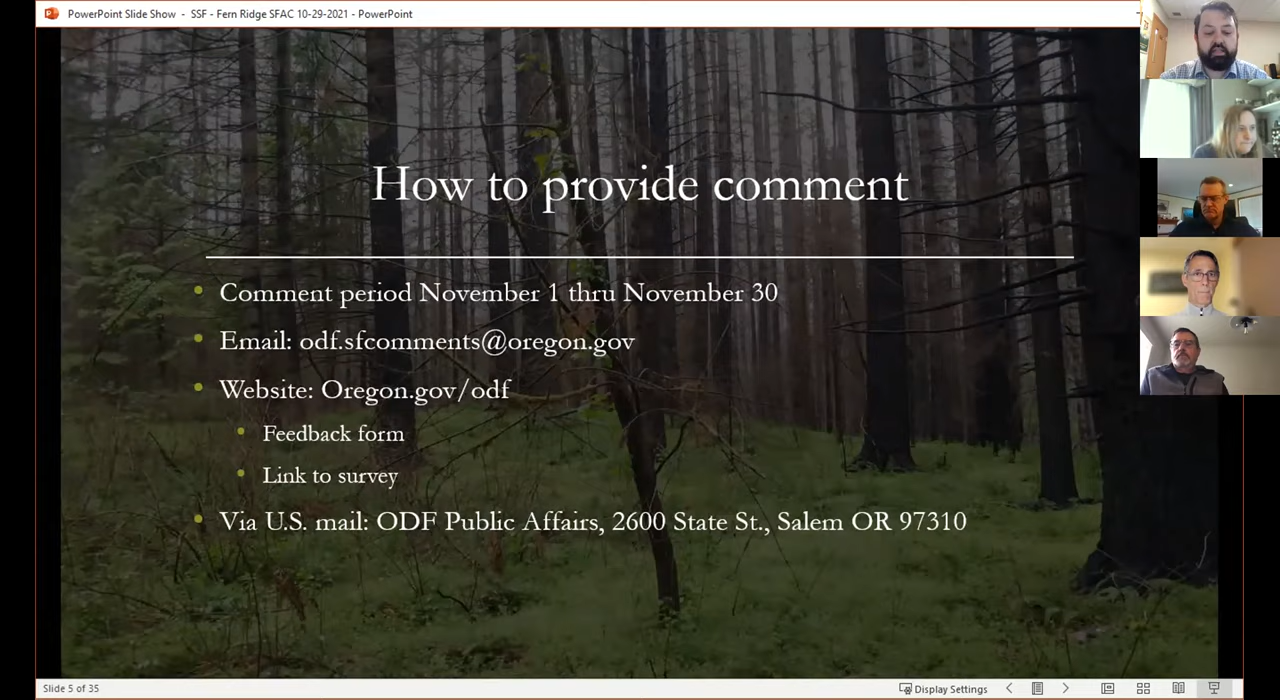 PowerPoint Slide Show - SSF - Fern Ridge SFAC 10-29-2021 - PowerPoint
How to provide comment
Comment period November 1 thru November 30
Email: odf.sfcomments@oregon.gov
Website: Oregon.gov/odf
Feedback form
Link to survey
Via U.S. mail: ODF Public Affairs, 2600 State St., Salem OR 97310
Slide 5 of 35
Display Settings